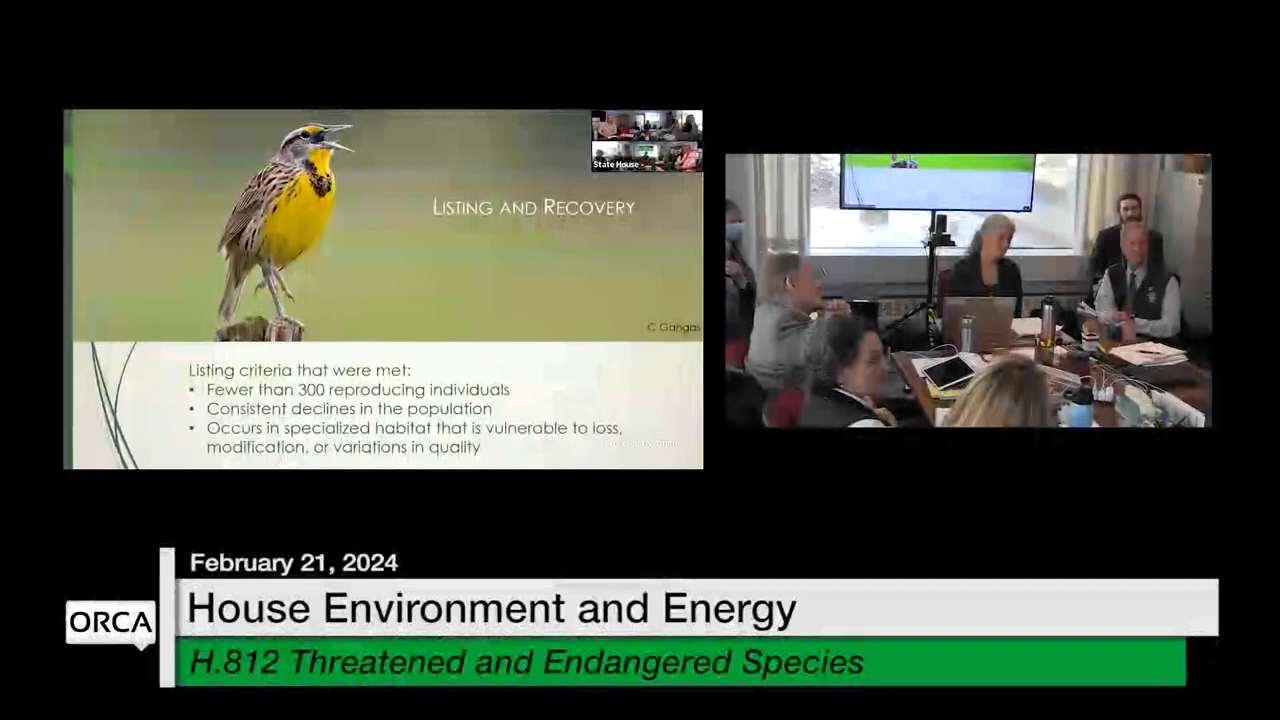 State House
LISTING AND RECOVERY
C Gangas
Listing criteria that were met:
• Fewer than 300 reproducing individuals
• Consistent declines in the population
• Occurs in specialized habitat that is vulnerable to loss,
modification, or variations in quality
February 21, 2024
House Environment and Energy
ORCA
H.812 Threatened and Endangered Species